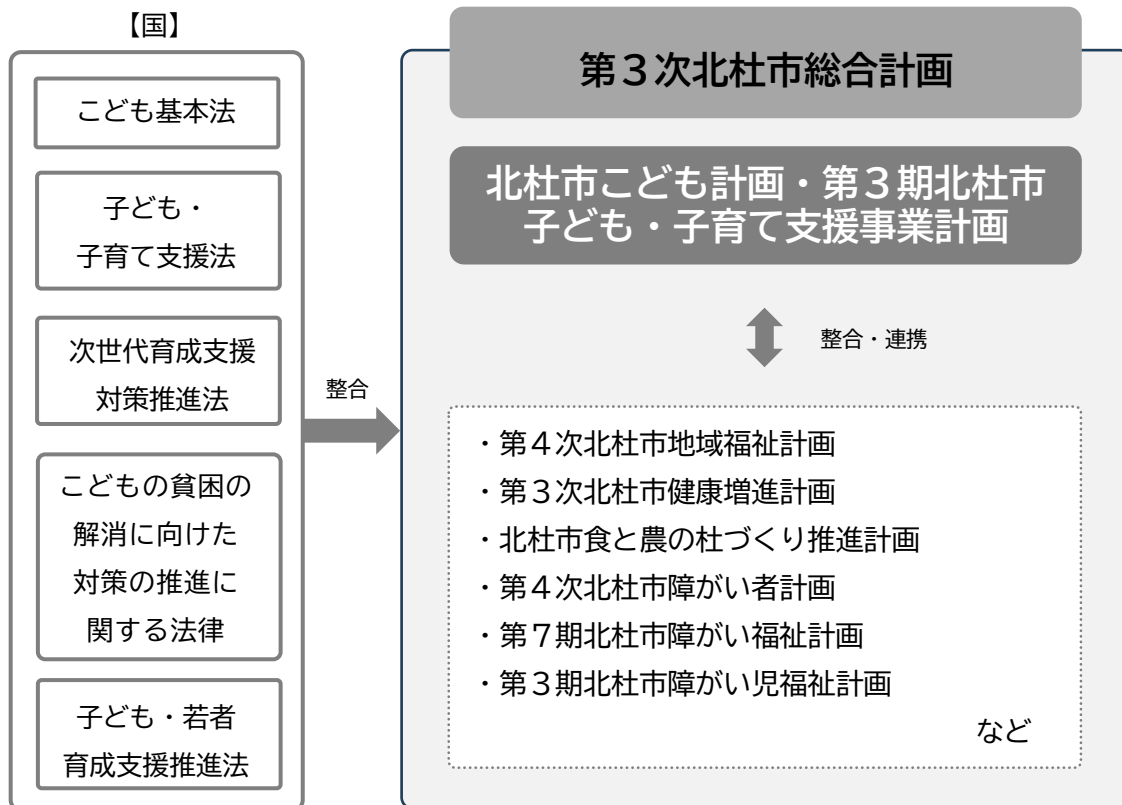 【国】
こども基本法
子ども・
子育て支援法
次世代育成支援
対策推進法
こどもの貧困の
解消に向けた
対策の推進に
関する法律
子ども・若者
育成支援推進法
整合
第３次北杜市総合計画
北杜市こども計画・第３期北杜市
子ども・子育て支援事業計画
整合・連携
・第４次北杜市地域福祉計画
・第３次北杜市健康増進計画
・北杜市食と農の杜づくり推進計画
・第４次北杜市障がい者計画
・第７期北杜市障がい福祉計画
・第３期北杜市障がい児福祉計画
など